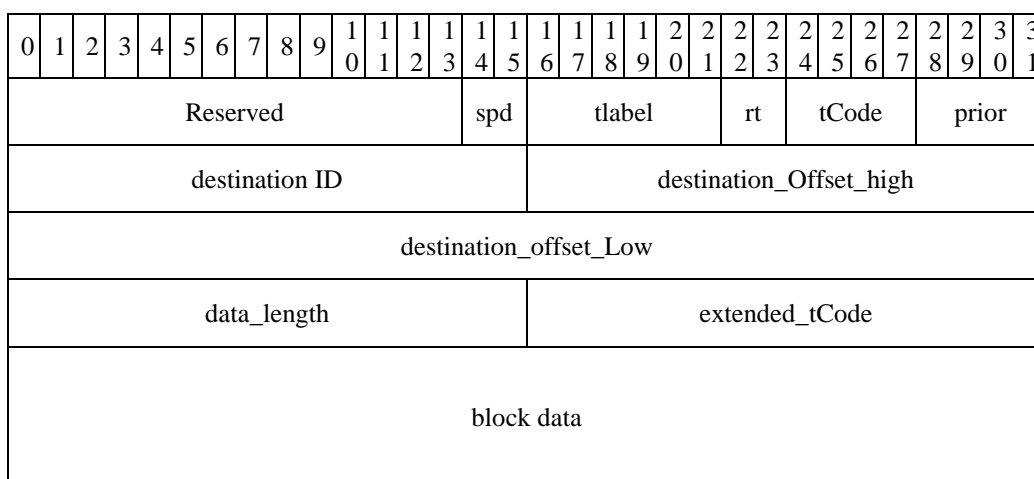 0 1 2 3 4 5 6 7 8 9 10 11 12 13 14 15 16 17 18 19 20 21 22 23 24 25 26 27 28 29 30 31
Reserved spd tlabel rt tCode prior
destination ID destination_Offset_high
destination_offset_Low
data_length extended_tCode
block data